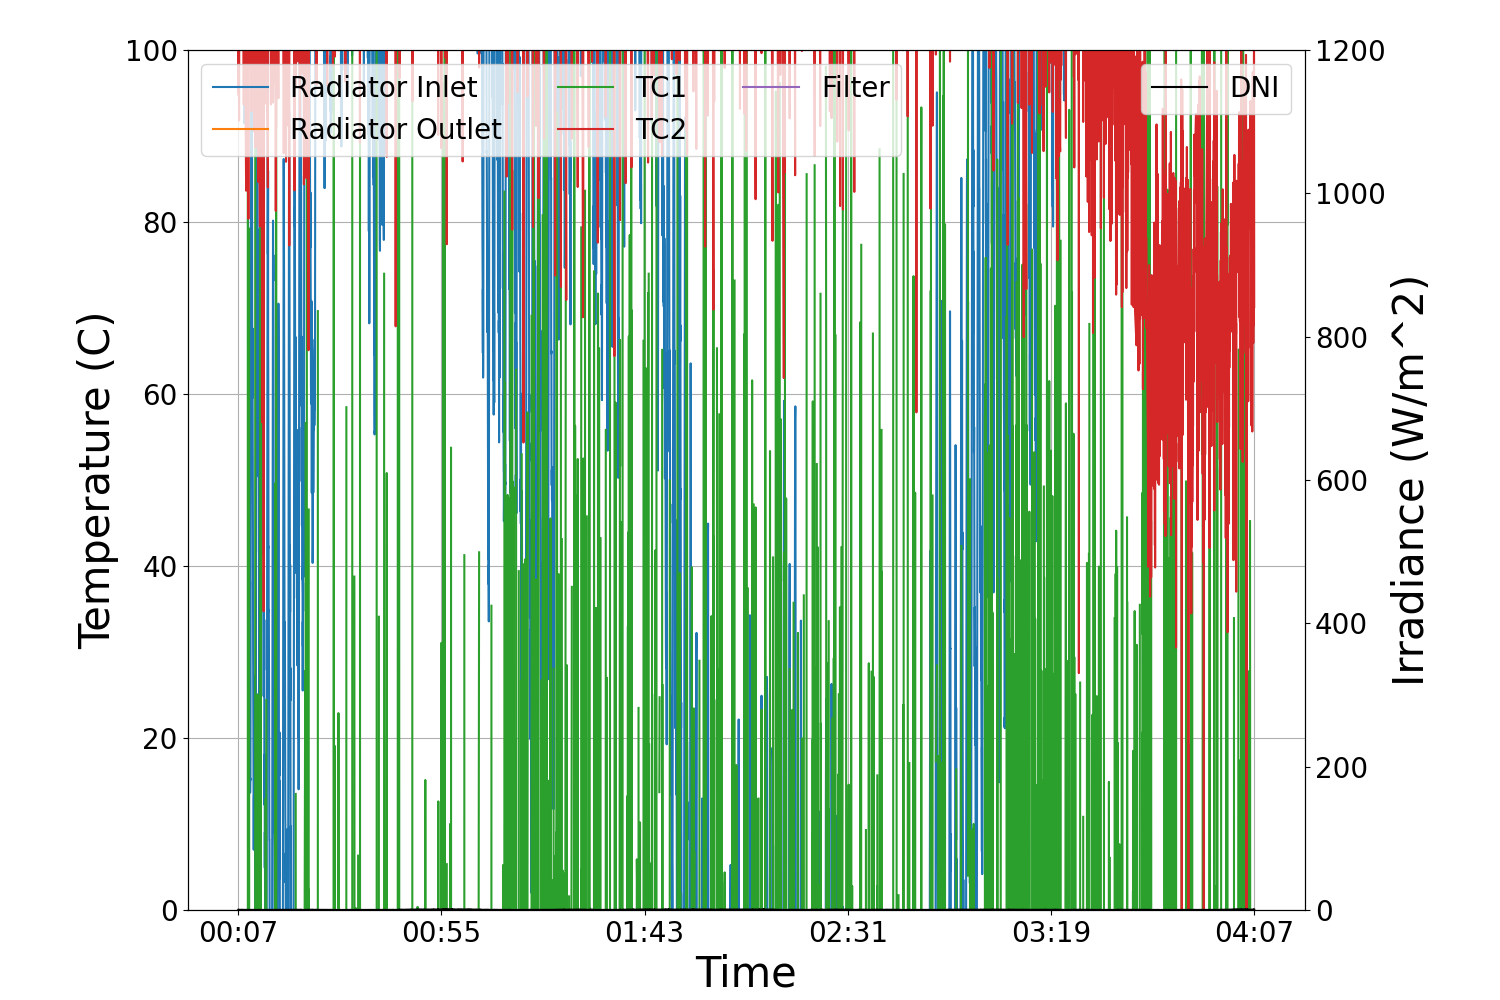 Radiator Inlet
Radiator Outlet
TC1
TC2
Filter
DNI
100
80
60
40
20
0
Temperature (C)
1200
1000
800
600
400
200
0
Irradiance (W/m^2)
00:07
00:55
01:43
02:31
03:19
04:07
Time